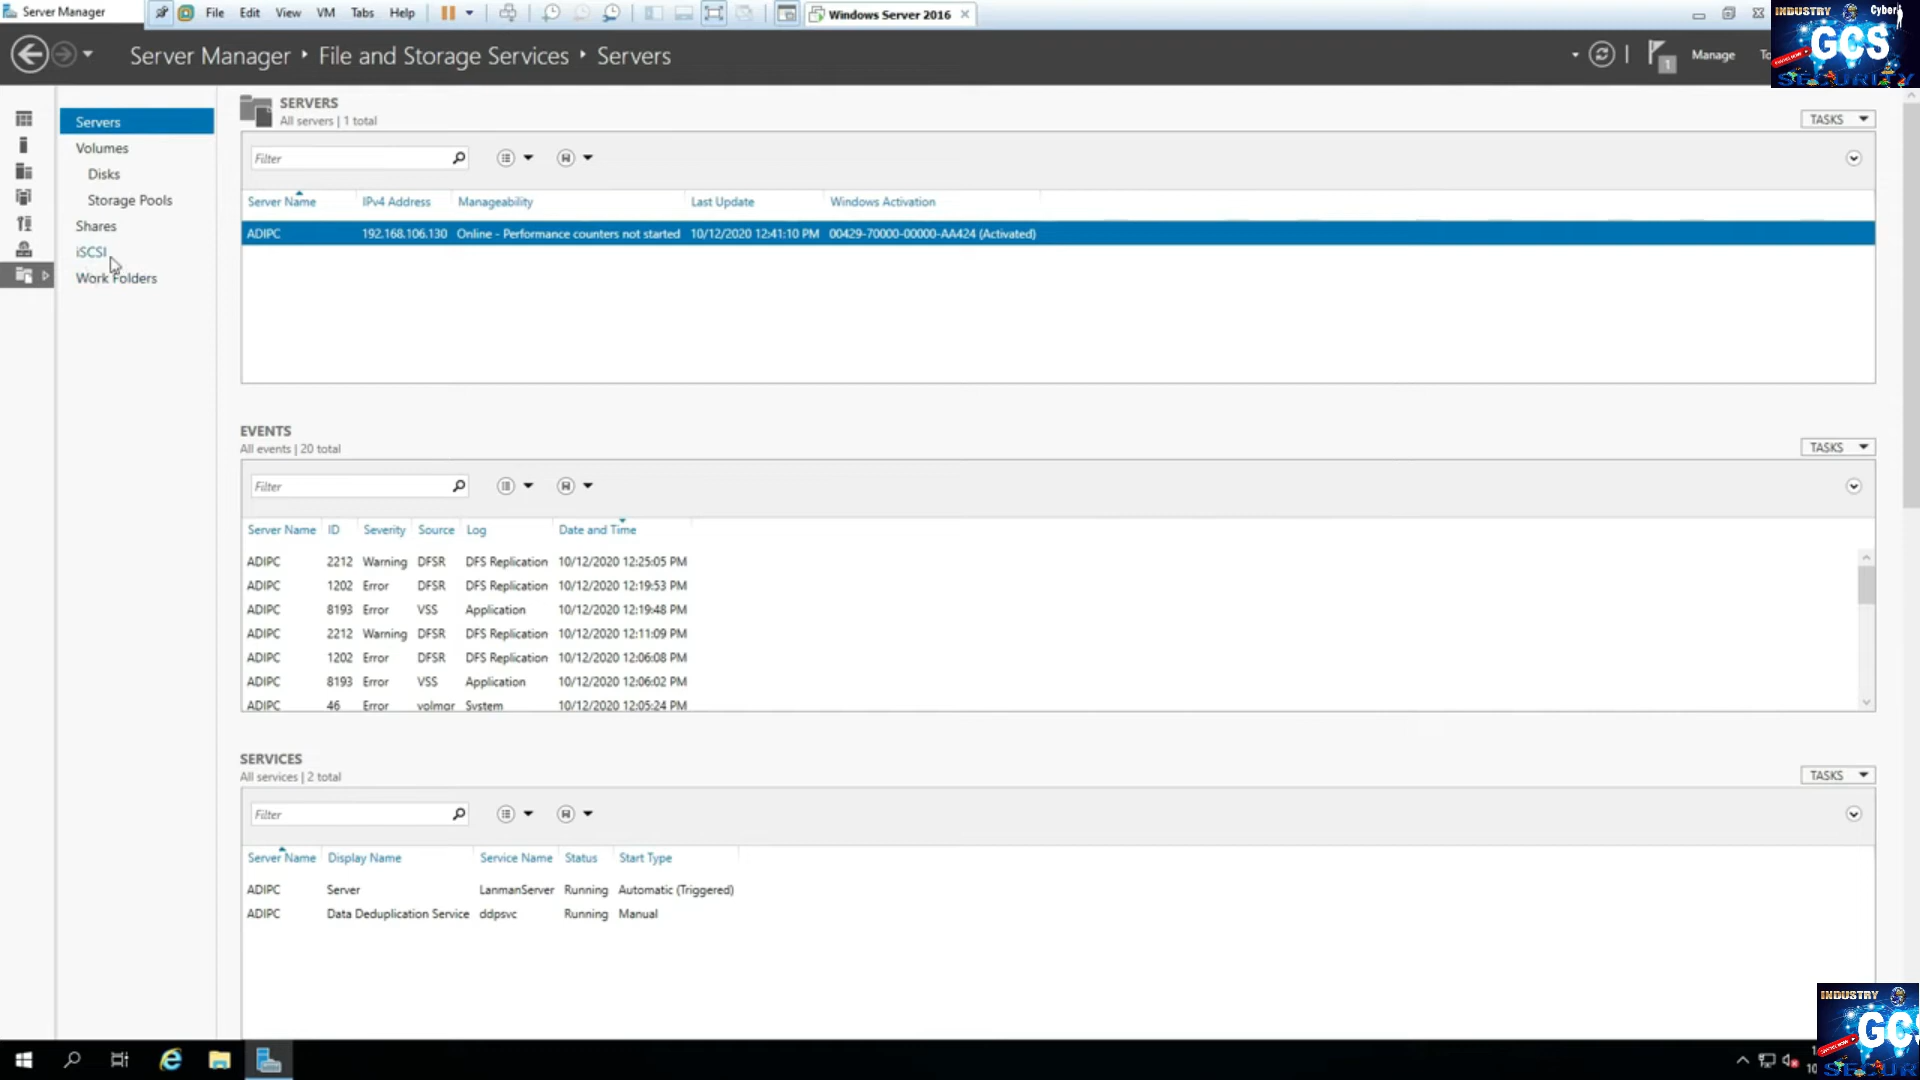 Server Manager
File Edit View VM Tabs Help
Windows Server 2016
INDUSTRY Cyber
GCS
SECURITY
Server Manager File and Storage Services Servers
1 Manage
Servers
Volumes
Disks
Storage Pools
Shares
iSCSI
Work Folders
SERVERS
All servers | 1 total
TASKS
Filter
Server Name IPv4 Address Manageability Last Update Windows Activation
ADIPC 192.168.106.130 Online - Performance counters not started 10/12/2020 12:41:10 PM 00429-70000-00000-AA424 (Activated)
EVENTS
All events | 20 total
TASKS
Filter
Server Name ID Severity Source Log Date and Time
ADIPC 2212 Warning DFSR DFS Replication 10/12/2020 12:25:05 PM
ADIPC 1202 Error DFSR DFS Replication 10/12/2020 12:19:53 PM
ADIPC 8193 Error VSS Application 10/12/2020 12:19:48 PM
ADIPC 2212 Warning DFSR DFS Replication 10/12/2020 12:11:09 PM
ADIPC 1202 Error DFSR DFS Replication 10/12/2020 12:06:08 PM
ADIPC 8193 Error VSS Application 10/12/2020 12:06:02 PM
ADIPC 46 Error volmgr System 10/12/2020 12:05:24 PM
SERVICES
All services | 2 total
TASKS
Filter
Server Name Display Name Service Name Status Start Type
ADIPC Server LanmanServer Running Automatic (Triggered)
ADIPC Data Deduplication Service ddpsvc Running Manual
INDUSTRY
GCS
SECUR